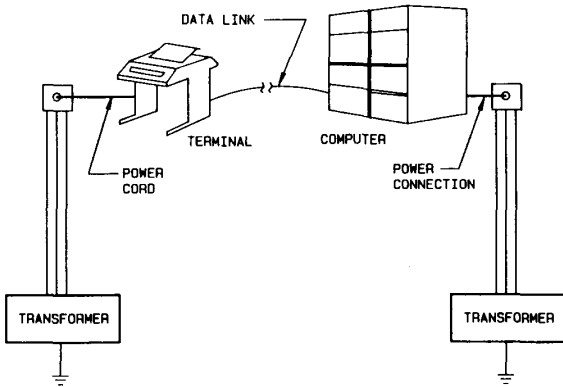 DATA LINK
TERMINAL
COMPUTER
POWER
CORD
POWER
CONNECTION
TRANSFORMER
TRANSFORMER